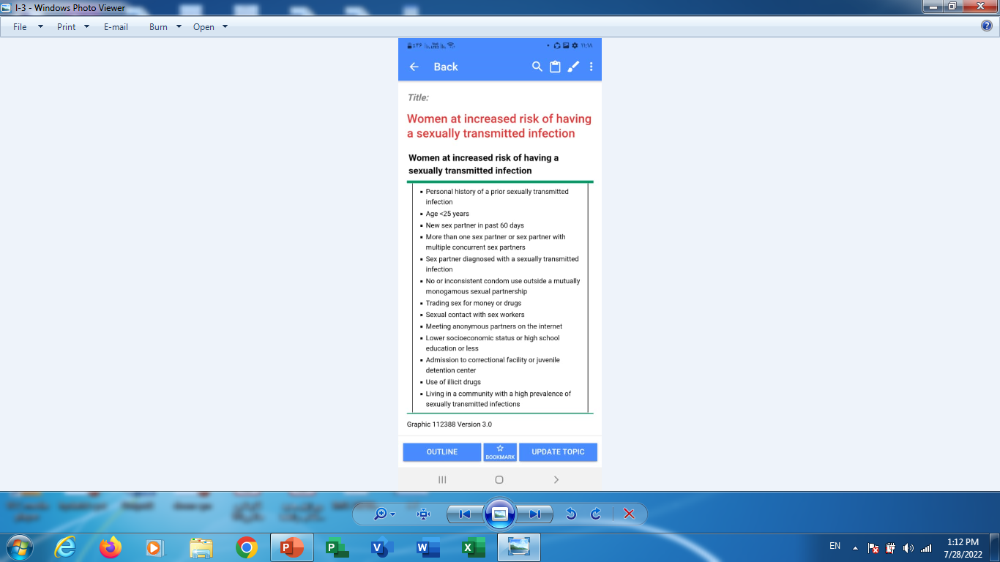 I-3 - Windows Photo Viewer
File Print E-mail Burn Open
۱۱:۱۸
Back
Title:
Women at increased risk of having
a sexually transmitted infection
Women at increased risk of having a
sexually transmitted infection
▪ Personal history of a prior sexually transmitted
infection
▪ Age <25 years
▪ New sex partner in past 60 days
▪ More than one sex partner or sex partner with
multiple concurrent sex partners
▪ Sex partner diagnosed with a sexually transmitted
infection
▪ No or inconsistent condom use outside a mutually
monogamous sexual partnership
▪ Trading sex for money or drugs
▪ Sexual contact with sex workers
▪ Meeting anonymous partners on the internet
▪ Lower socioeconomic status or high school
education or less
▪ Admission to correctional facility or juvenile
detention center
▪ Use of illicit drugs
▪ Living in a community with a high prevalence of
sexually transmitted infections
Graphic 112388 Version 3.0
OUTLINE BOOKMARK UPDATE TOPIC
EN 1:12 PM
7/28/2022